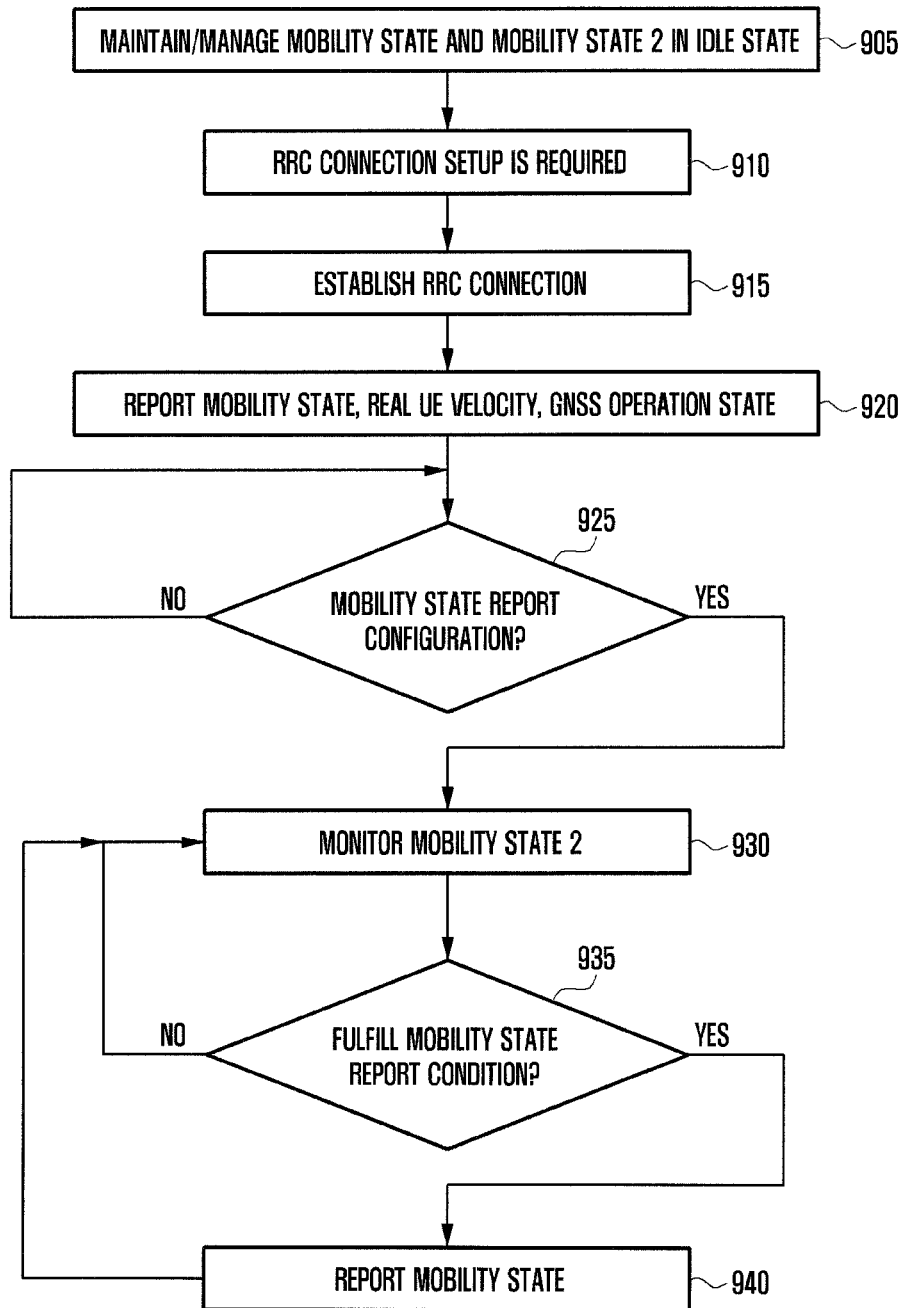 MAINTAIN/MANAGE MOBILITY STATE AND MOBILITY STATE 2 IN IDLE STATE
905
RRC CONNECTION SETUP IS REQUIRED
910
ESTABLISH RRC CONNECTION
915
REPORT MOBILITY STATE, REAL UE VELOCITY, GNSS OPERATION STATE
920
925
NO
YES
MOBILITY STATE REPORT
CONFIGURATION?
MONITOR MOBILITY STATE 2
930
935
NO
YES
FULFILL MOBILITY STATE
REPORT CONDITION?
REPORT MOBILITY STATE
940